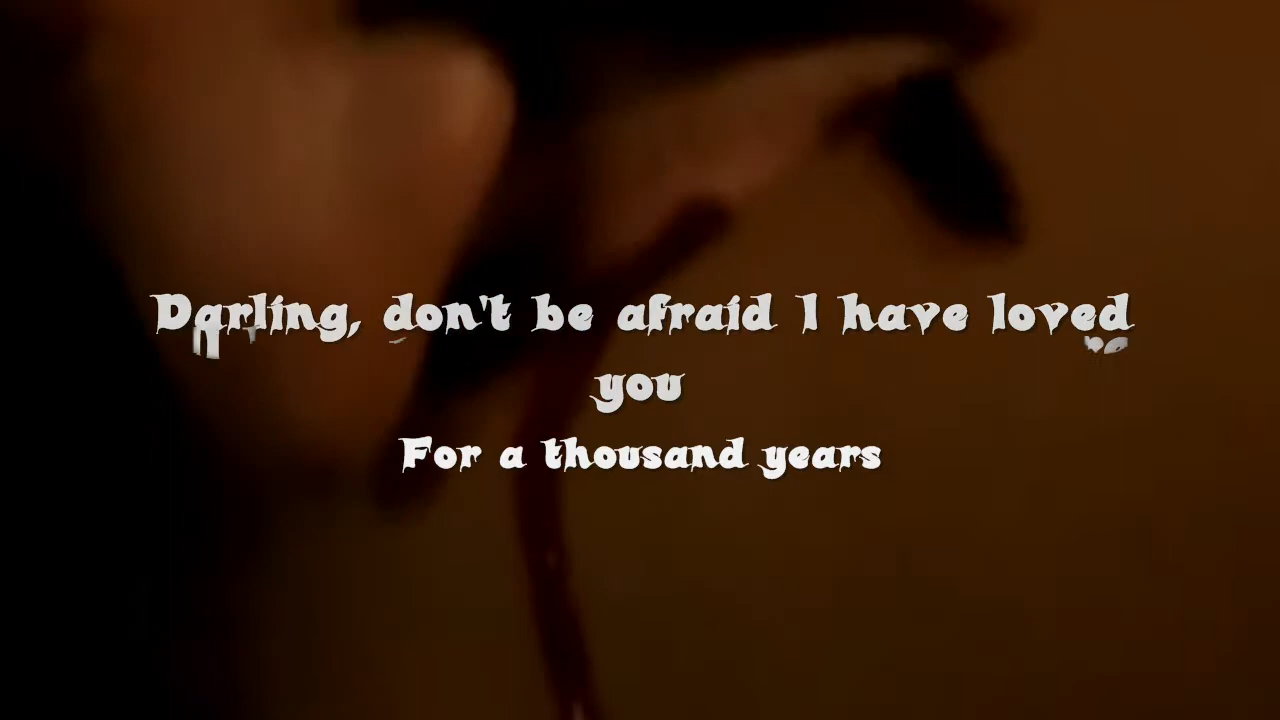 Darling, don't be afraid I have loved
you
For a thousand years